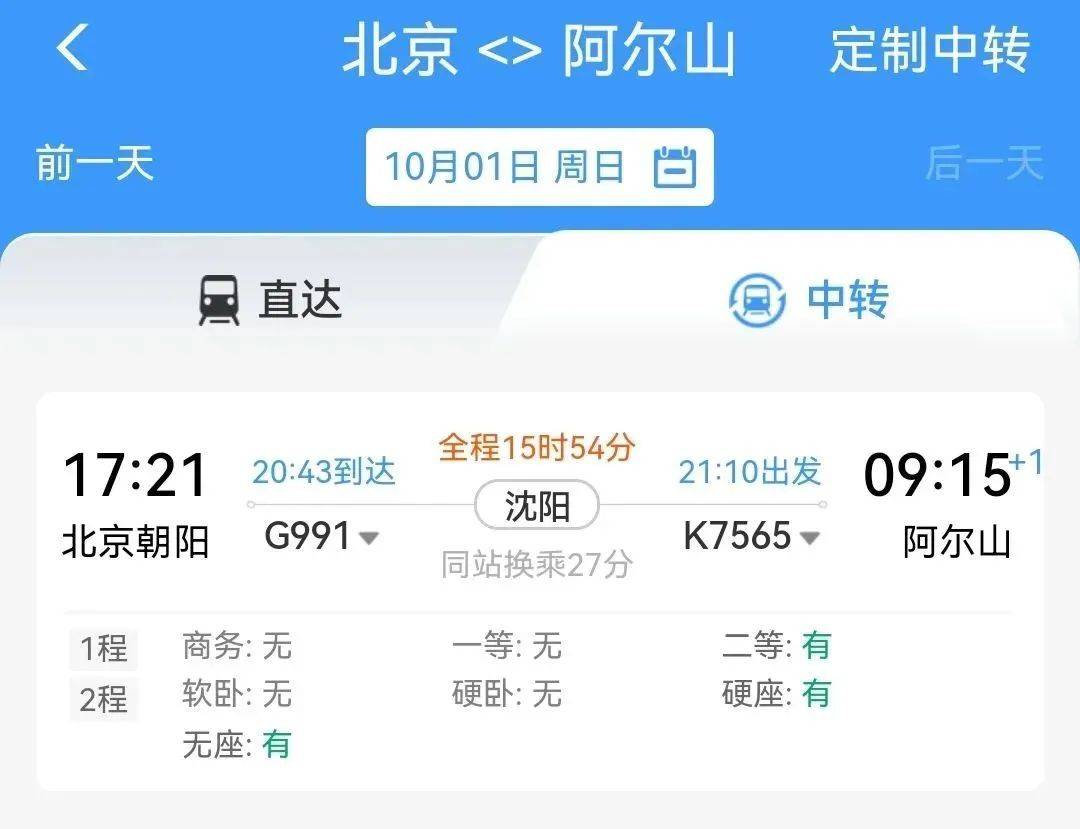 北京 <> 阿尔山 定制中转
前一天 10月01日 周日 后一天
直达 中转
全程15时54分
17:21 20:43到达 21:10出发 09:15+1
沈阳
北京朝阳 G991 K7565 阿尔山
同站换乘27分
1程 商务: 无 一等: 无 二等: 有
2程 软卧: 无 硬卧: 无 硬座: 有
无座: 有